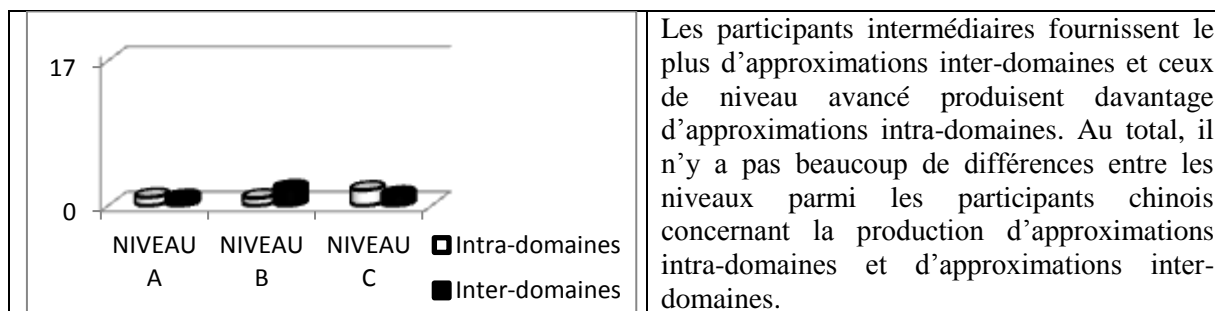 17
0
NIVEAU NIVEAU NIVEAU
A B C
Intra-domaines
Inter-domaines
Les participants intermédiaires fournissent le
plus d’approximations inter-domaines et ceux
de niveau avancé produisent davantage
d’approximations intra-domaines. Au total, il
n’y a pas beaucoup de différences entre les
niveaux parmi les participants chinois
concernant la production d’approximations
intra-domaines et d’approximations inter-
domaines.